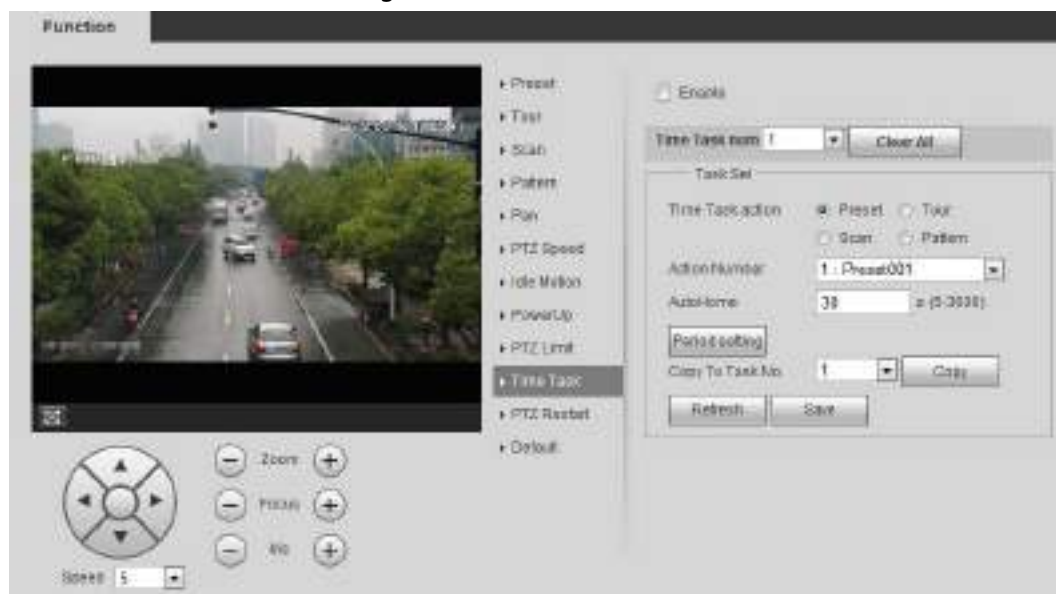 Function
Preset
Tour
Scan
Pattern
Pan
PTZ Speed
Idle Motion
PowerUp
PTZ Limit
Time Task
PTZ Restart
Default
Enable
Time Task num 1 Clear All
Task Set
Time Task action Preset Tour
Scan Pattern
Action Number 1 : Preset001
AutoHome 30 s (5-3600)
Period setting
Copy To Task No. 1 Copy
Refresh Save
Zoom
Focus
Iris
Speed 5